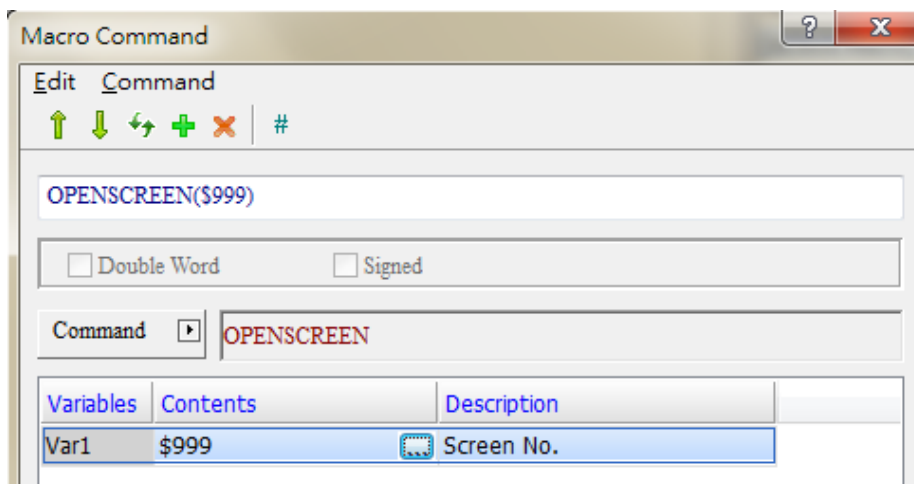 Macro Command
?
X
Edit Command
#
OPENSCREEN($999)
Double Word Signed
Command OPENSCREEN
Variables Contents Description
Var1 $999 ... Screen No.